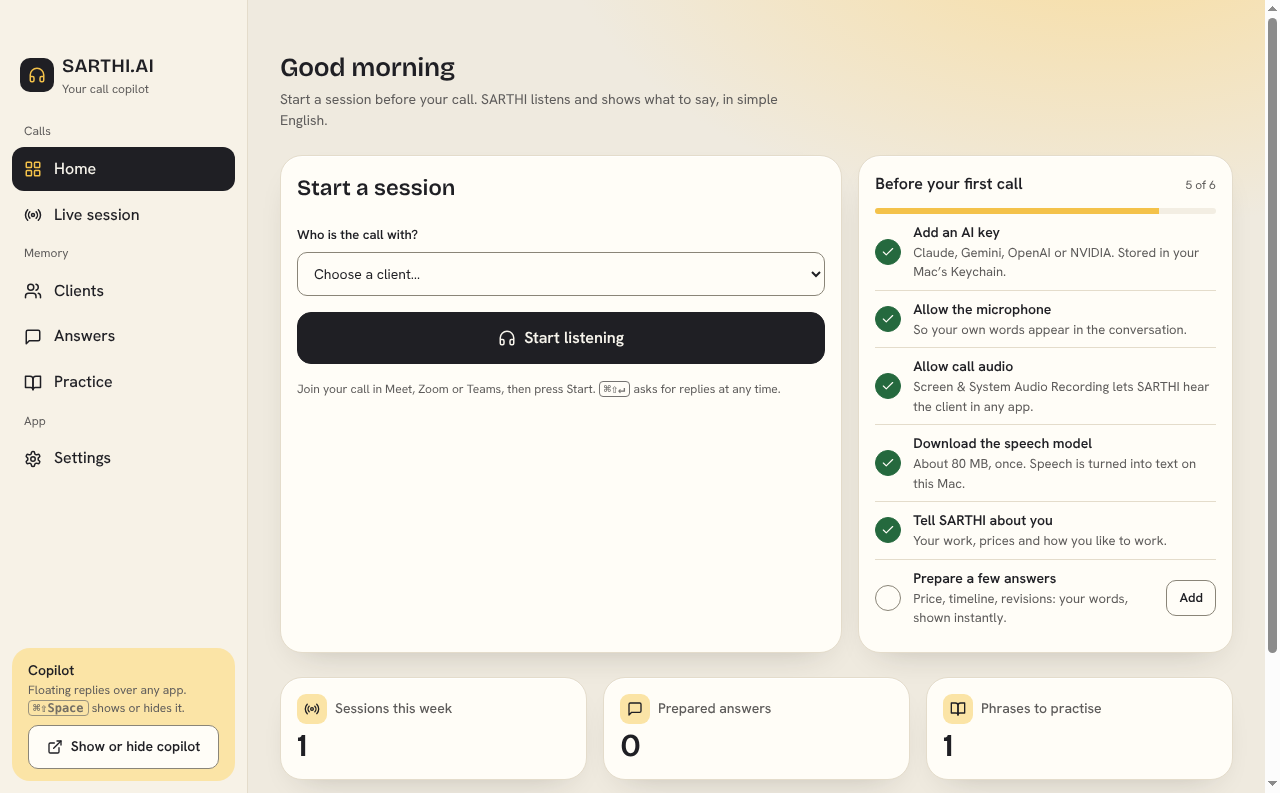 SARTHI.AI
Your call copilot
Calls
Home
Live session
Memory
Clients
Answers
Practice
App
Settings
Copilot
Floating replies over any app.
⌘⇧Space shows or hides it.
Show or hide copilot
Good morning
Start a session before your call. SARTHI listens and shows what to say, in simple
English.
Start a session
Who is the call with?
Choose a client...
Start listening
Join your call in Meet, Zoom or Teams, then press Start. ⌘⇧↵ asks for replies at any time.
Before your first call
5 of 6
Add an AI key
Claude, Gemini, OpenAI or NVIDIA. Stored in your
Mac’s Keychain.
Allow the microphone
So your own words appear in the conversation.
Allow call audio
Screen & System Audio Recording lets SARTHI hear
the client in any app.
Download the speech model
About 80 MB, once. Speech is turned into text on
this Mac.
Tell SARTHI about you
Your work, prices and how you like to work.
Prepare a few answers
Price, timeline, revisions: your words,
shown instantly.
Add
Sessions this week
1
Prepared answers
0
Phrases to practise
1